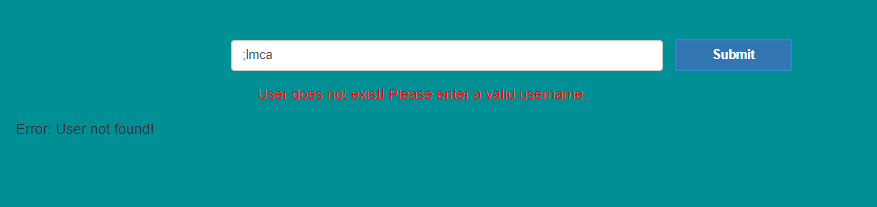 ;lmca
Submit
User does not exist! Please enter a valid username.
Error: User not found!